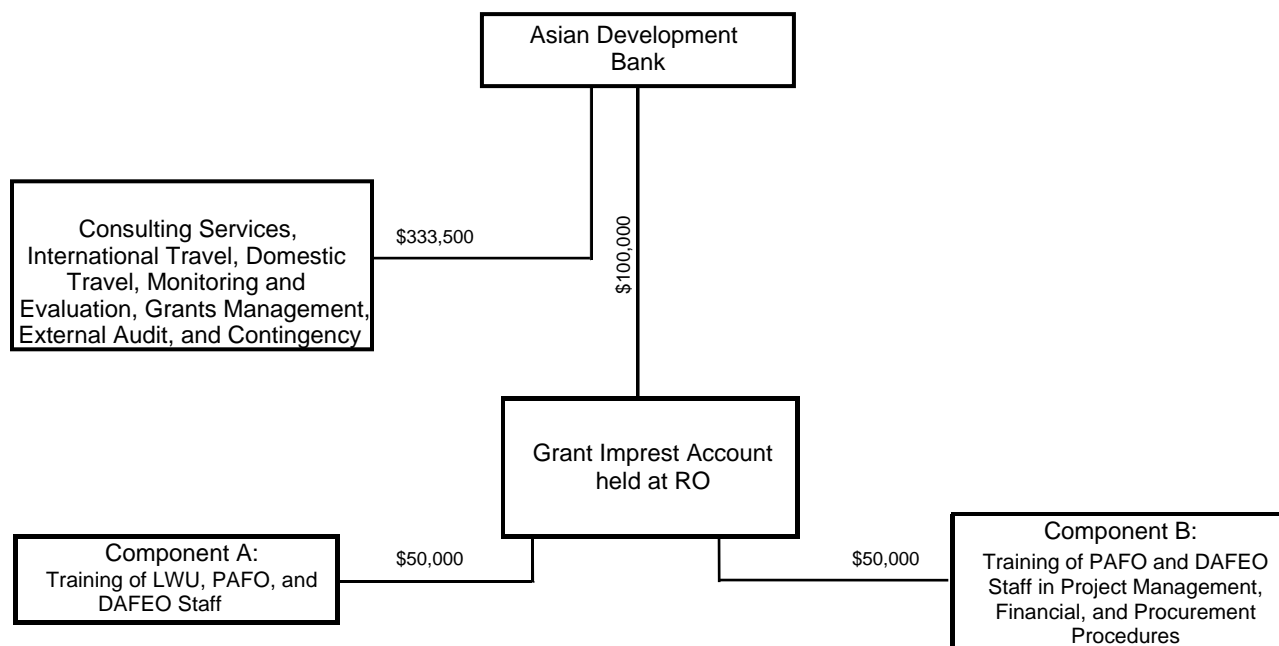 Asian Development
Bank
Consulting Services,
International Travel, Domestic
Travel, Monitoring and
Evaluation, Grants Management,
External Audit, and Contingency
$333,500
$100,000
Grant Imprest Account
held at RO
Component A:
Training of LWU, PAFO, and
DAFEO Staff
$50,000
$50,000
Component B:
Training of PAFO and DAFEO
Staff in Project Management,
Financial, and Procurement
Procedures